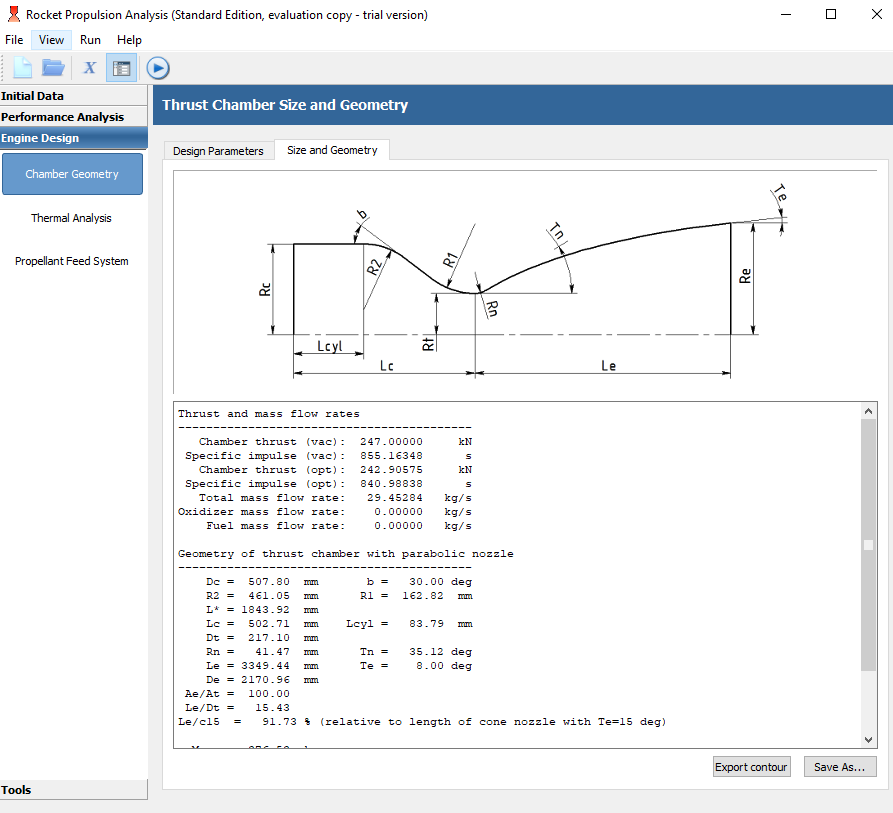 Rocket Propulsion Analysis (Standard Edition, evaluation copy - trial version)
File View Run Help
X
Initial Data
Performance Analysis
Engine Design
Chamber Geometry
Thermal Analysis
Propellant Feed System
Tools
Thrust Chamber Size and Geometry
Design Parameters Size and Geometry
b
Te
Tn
R1
R2
Rc
Re
Rn
Rt
Lcyl
Lc
Le
Thrust and mass flow rates
------------------------------------------
Chamber thrust (vac): 247.00000 kN
Specific impulse (vac): 855.16348 s
Chamber thrust (opt): 242.90575 kN
Specific impulse (opt): 840.98838 s
Total mass flow rate: 29.45284 kg/s
Oxidizer mass flow rate: 0.00000 kg/s
Fuel mass flow rate: 0.00000 kg/s
Geometry of thrust chamber with parabolic nozzle
------------------------------------------
Dc = 507.80 mm b = 30.00 deg
R2 = 461.05 mm R1 = 162.82 mm
L* = 1843.92 mm
Lc = 502.71 mm Lcyl = 83.79 mm
Dt = 217.10 mm
Rn = 41.47 mm Tn = 35.12 deg
Le = 3349.44 mm Te = 8.00 deg
De = 2170.96 mm
Ae/At = 100.00
Le/Dt = 15.43
Le/c15 = 91.73 % (relative to length of cone nozzle with Te=15 deg)
Export contour Save As...